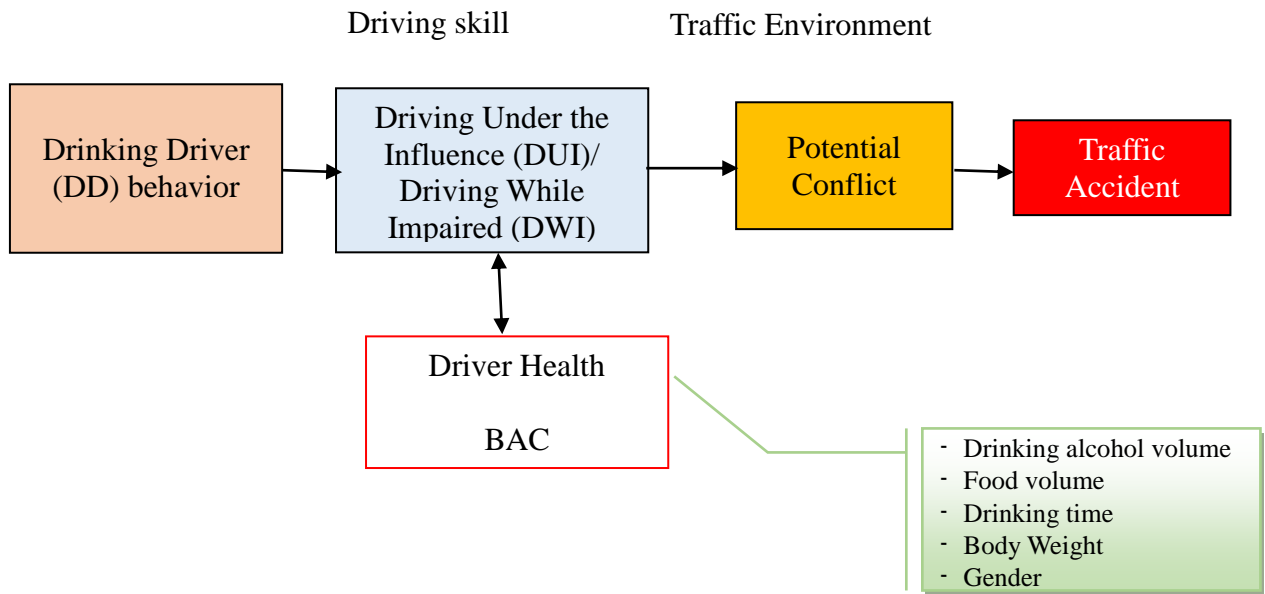 Driving skill
Traffic Environment
Drinking Driver
(DD) behavior
Driving Under the
Influence (DUI)/
Driving While
Impaired (DWI)
Potential
Conflict
Traffic
Accident
Driver Health
BAC
- Drinking alcohol volume
- Food volume
- Drinking time
- Body Weight
- Gender